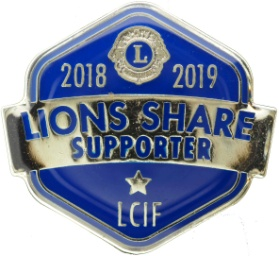 L
2018 2019
LIONS SHARE
SUPPORTER
LCIF